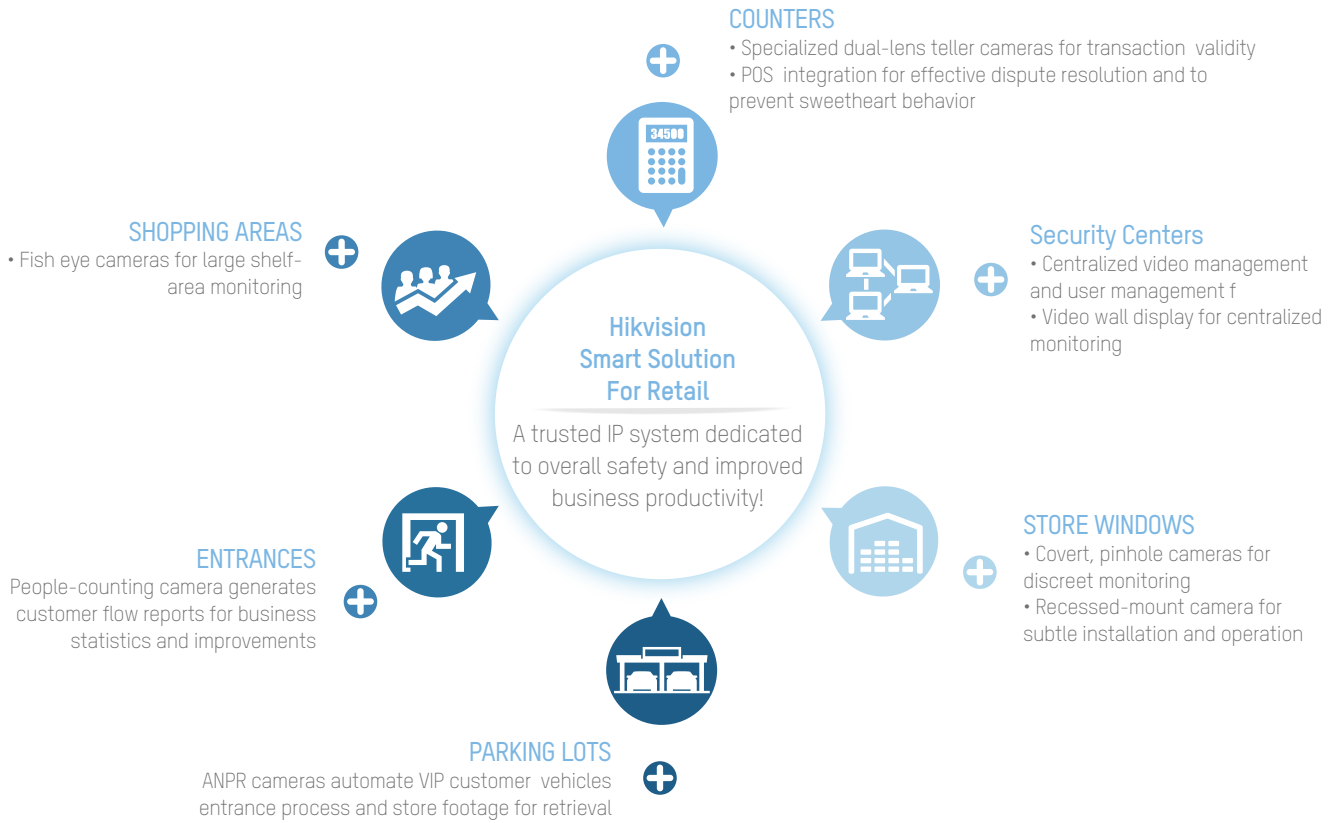 COUNTERS
• Specialized dual-lens teller cameras for transaction validity
• POS integration for effective dispute resolution and to
prevent sweetheart behavior
34500
SHOPPING AREAS
• Fish eye cameras for large shelf-
area monitoring
Security Centers
• Centralized video management
and user management f
• Video wall display for centralized
monitoring
Hikvision
Smart Solution
For Retail
A trusted IP system dedicated
to overall safety and improved
business productivity!
ENTRANCES
People-counting camera generates
customer flow reports for business
statistics and improvements
STORE WINDOWS
• Covert, pinhole cameras for
discreet monitoring
• Recessed-mount camera for
subtle installation and operation
PARKING LOTS
ANPR cameras automate VIP customer vehicles
entrance process and store footage for retrieval